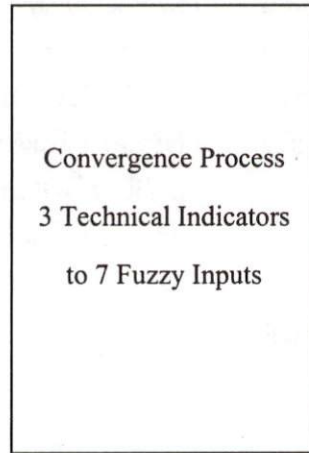 Convergence Process
3 Technical Indicators
to 7 Fuzzy Inputs